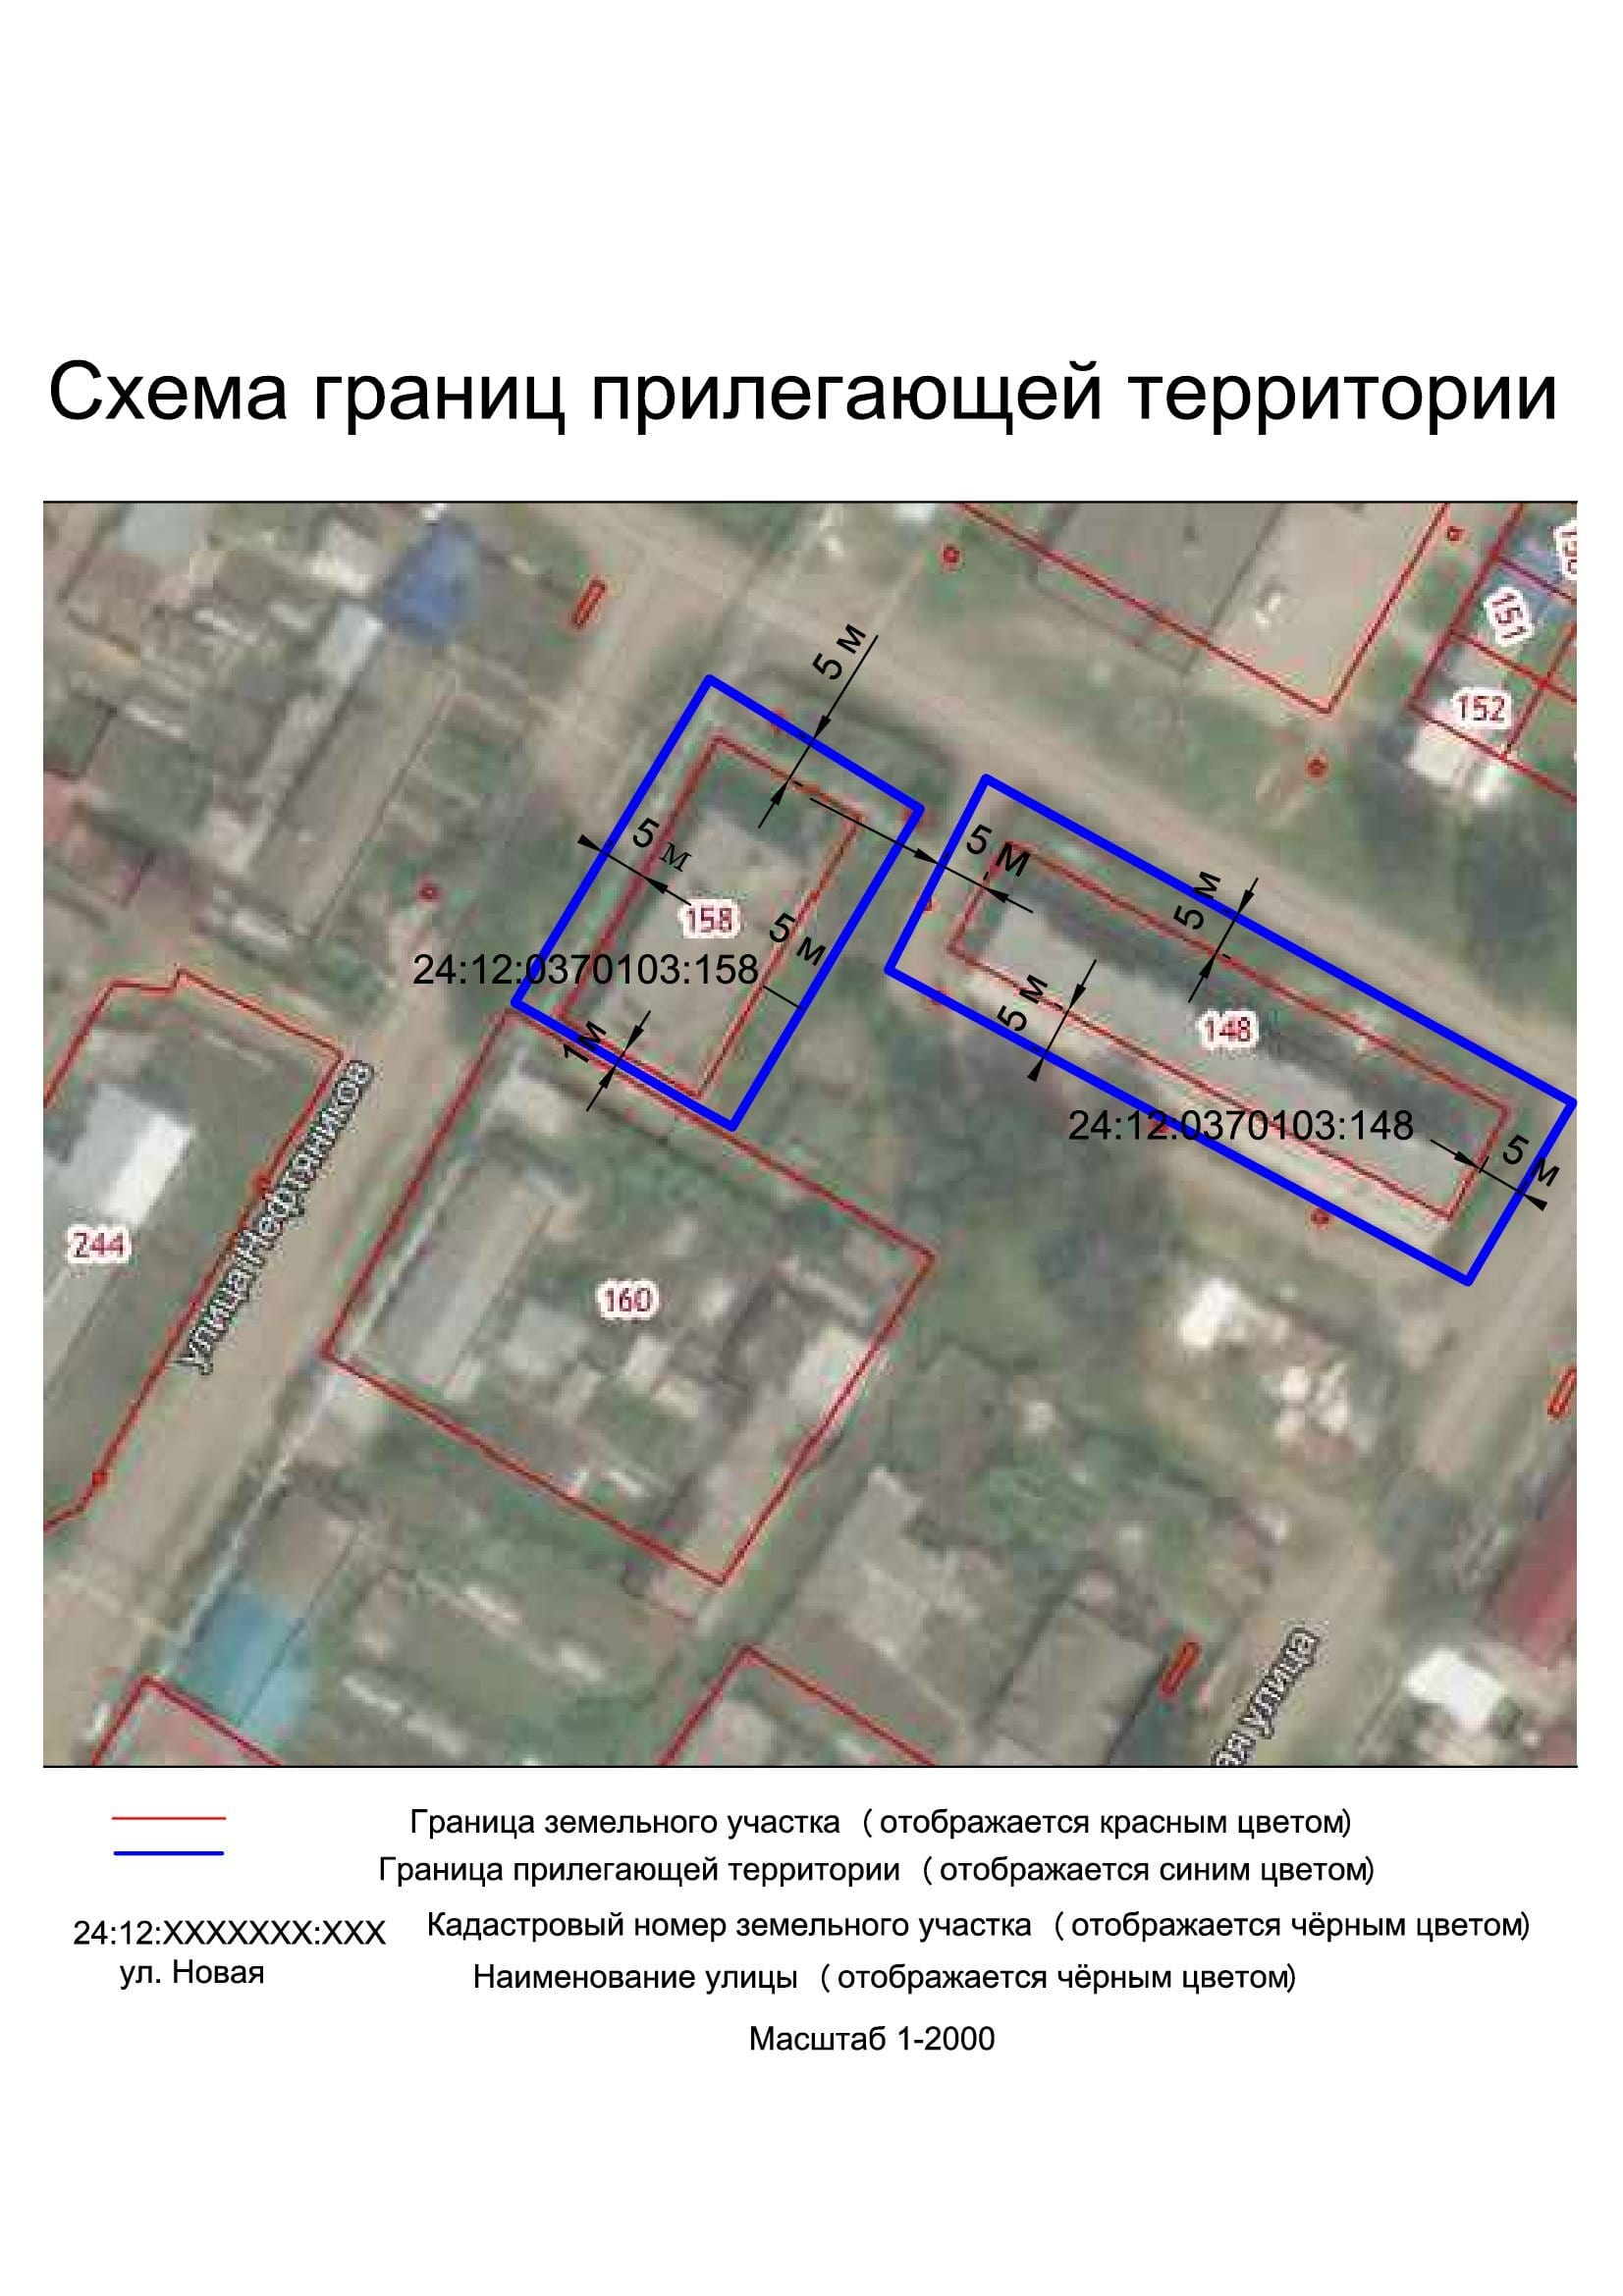 Схема границ прилегающей территории
151
152
5 м
5 м
5 м
5 м
158
5 м
24:12:0370103:158
5 м
1м
148
24:12:0370103:148
5 м
улица Нефтяников
244
160
ая улица
Граница земельного участка (отображается красным цветом)
Граница прилегающей территории (отображается синим цветом)
24:12:XXXXXXX:XXX Кадастровый номер земельного участка (отображается чёрным цветом)
ул. Новая Наименование улицы (отображается чёрным цветом)
Масштаб 1-2000